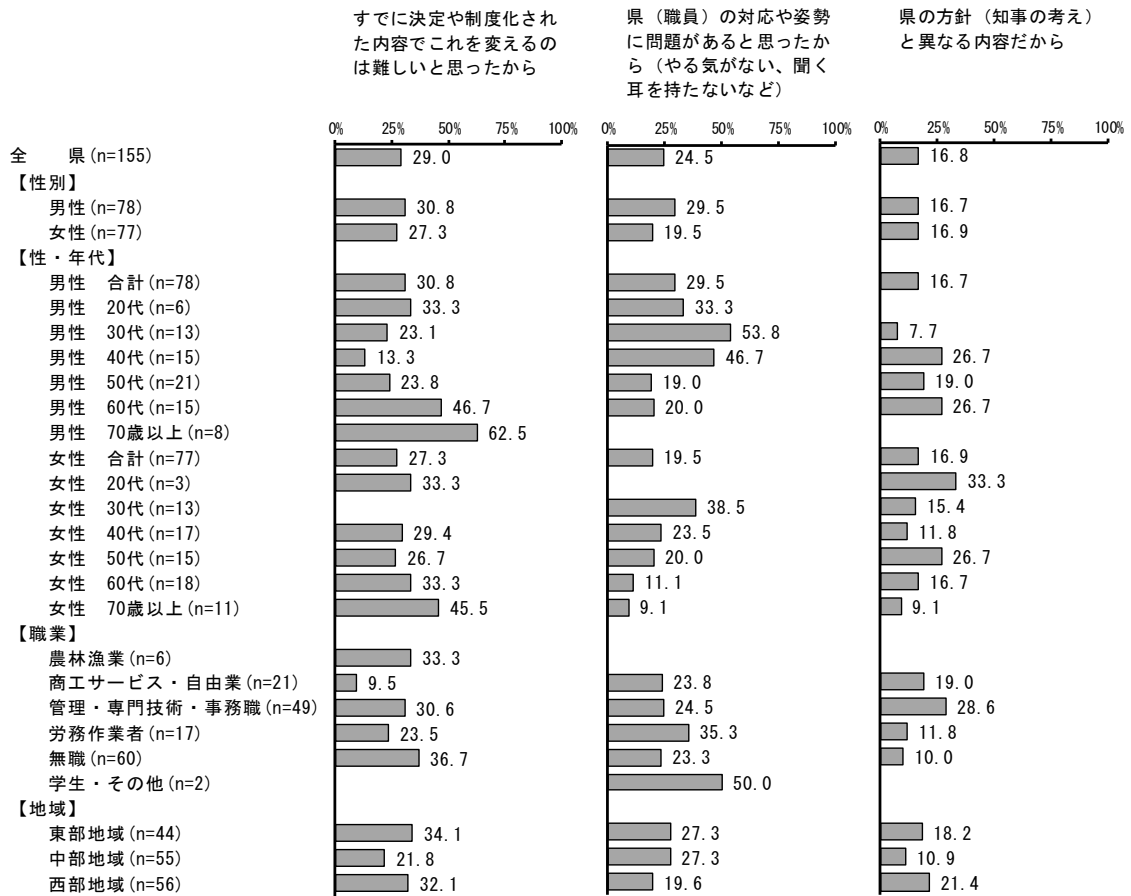 すでに決定や制度化され
た内容でこれを変えるの
は難しいと思ったから
県（職員）の対応や姿勢
に問題があると思ったか
ら（やる気がない、聞く
耳を持たないなど）
県の方針（知事の考え）
と異なる内容だから
0% 25% 50% 75% 100% 0% 25% 50% 75% 100% 0% 25% 50% 75% 100%
全　　県(n=155) 29.0 24.5 16.8
【性別】
男性(n=78) 30.8 29.5 16.7
女性(n=77) 27.3 19.5 16.9
【性・年代】
男性　合計(n=78) 30.8 29.5 16.7
男性　20代(n=6) 33.3 33.3
男性　30代(n=13) 23.1 53.8 7.7
男性　40代(n=15) 13.3 46.7 26.7
男性　50代(n=21) 23.8 19.0 19.0
男性　60代(n=15) 46.7 20.0 26.7
男性　70歳以上(n=8) 62.5
女性　合計(n=77) 27.3 19.5 16.9
女性　20代(n=3) 33.3 33.3
女性　30代(n=13) 38.5 15.4
女性　40代(n=17) 29.4 23.5 11.8
女性　50代(n=15) 26.7 20.0 26.7
女性　60代(n=18) 33.3 11.1 16.7
女性　70歳以上(n=11) 45.5 9.1 9.1
【職業】
農林漁業(n=6) 33.3
商工サービス・自由業(n=21) 9.5 23.8 19.0
管理・専門技術・事務職(n=49) 30.6 24.5 28.6
労務作業者(n=17) 23.5 35.3 11.8
無職(n=60) 36.7 23.3 10.0
学生・その他(n=2) 50.0
【地域】
東部地域(n=44) 34.1 27.3 18.2
中部地域(n=55) 21.8 27.3 10.9
西部地域(n=56) 32.1 19.6 21.4